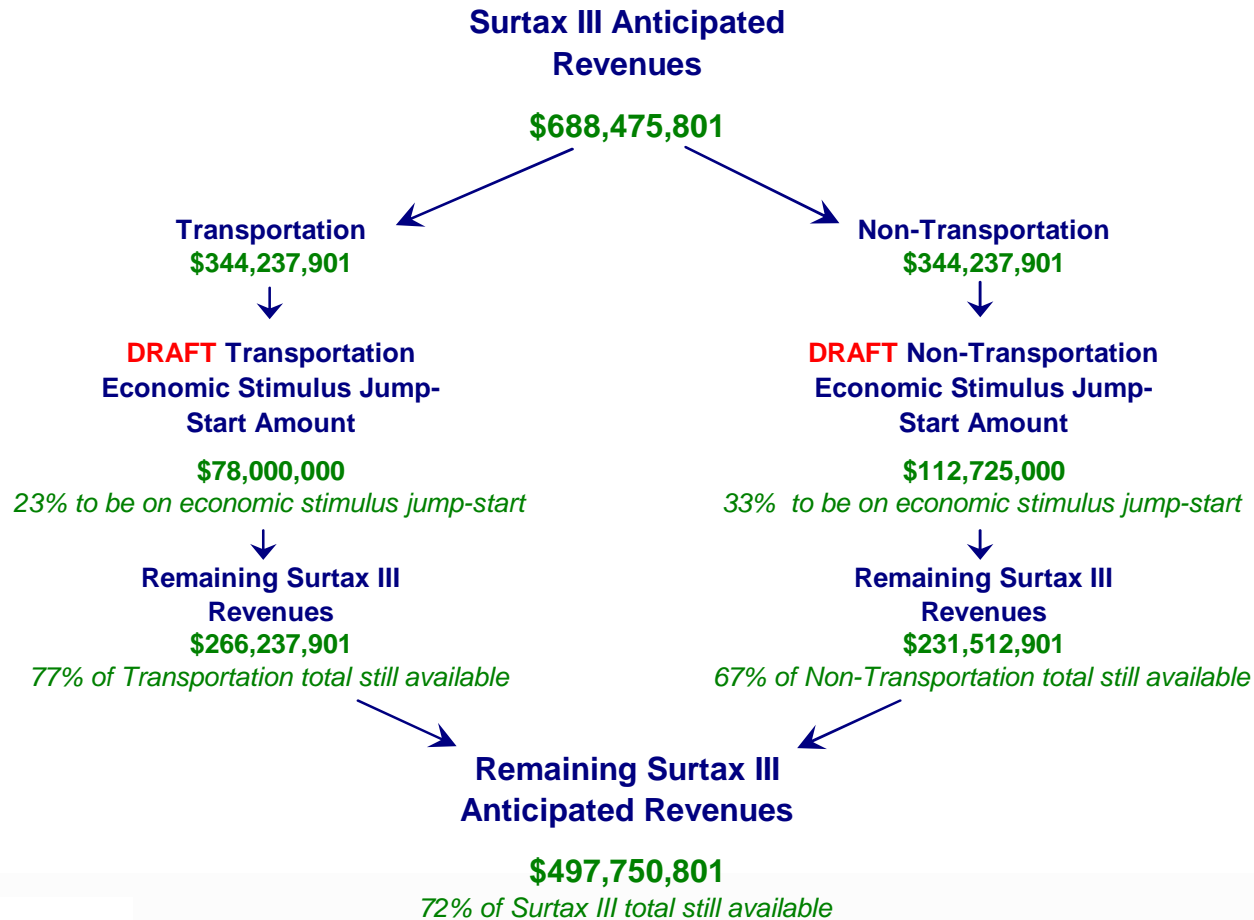 Surtax III Anticipated
Revenues
$688,475,801
Transportation
$344,237,901
DRAFT Transportation
Economic Stimulus Jump-
Start Amount
$78,000,000
23% to be on economic stimulus jump-start
Remaining Surtax III
Revenues
$266,237,901
77% of Transportation total still available
Non-Transportation
$344,237,901
DRAFT Non-Transportation
Economic Stimulus Jump-
Start Amount
$112,725,000
33%  to be on economic stimulus jump-start
Remaining Surtax III
Revenues
$231,512,901
67% of Non-Transportation total still available
Remaining Surtax III
Anticipated Revenues
$497,750,801
72% of Surtax III total still available